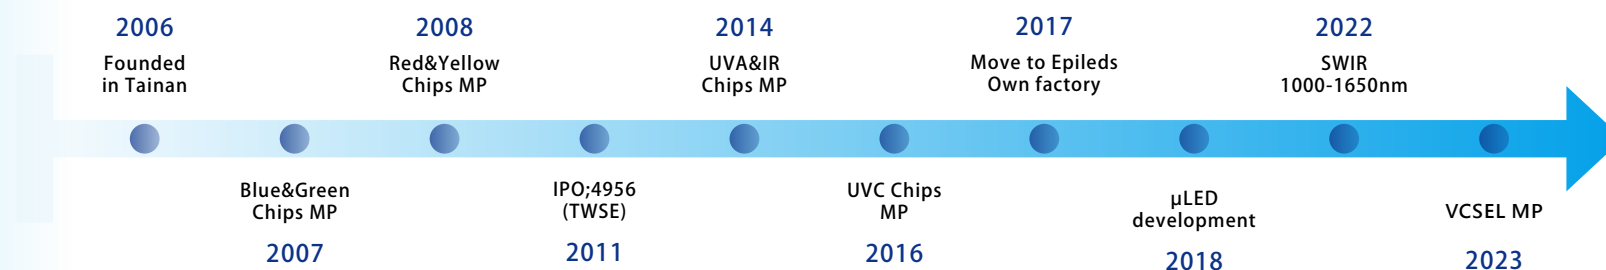 2006
Founded
in Tainan
Blue&Green
Chips MP
2007
2008
Red&Yellow
Chips MP
IPO;4956
(TWSE)
2011
2014
UVA&IR
Chips MP
UVC Chips
MP
2016
2017
Move to Epileds
Own factory
µLED
development
2018
2022
SWIR
1000-1650nm
VCSEL MP
2023